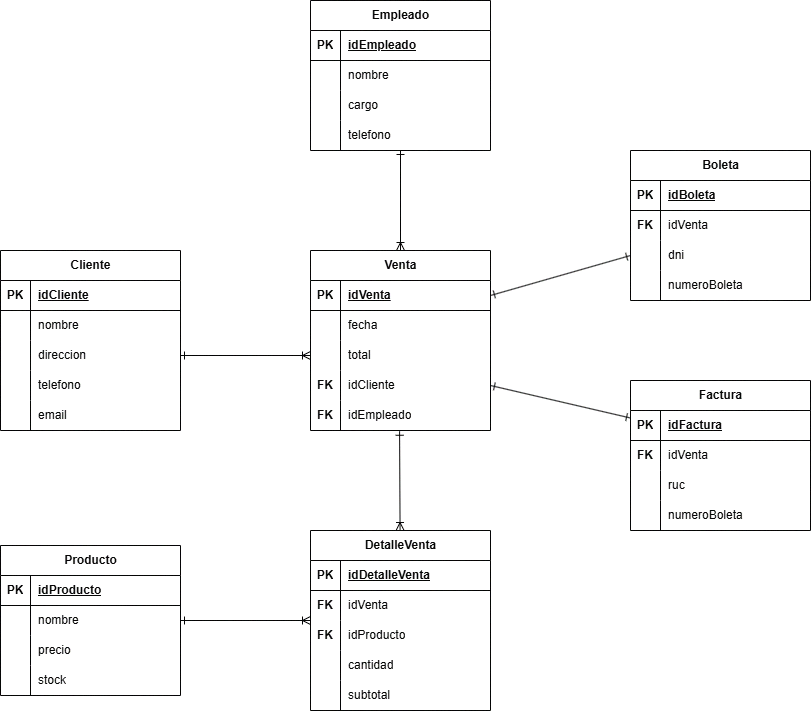 Empleado
PK idEmpleado
nombre
cargo
telefono
Boleta
PK idBoleta
FK idVenta
dni
numeroBoleta
Cliente
PK idCliente
nombre
direccion
telefono
email
Venta
PK idVenta
fecha
total
FK idCliente
FK idEmpleado
Factura
PK idFactura
FK idVenta
ruc
numeroBoleta
Producto
PK idProducto
nombre
precio
stock
DetalleVenta
PK idDetalleVenta
FK idVenta
FK idProducto
cantidad
subtotal